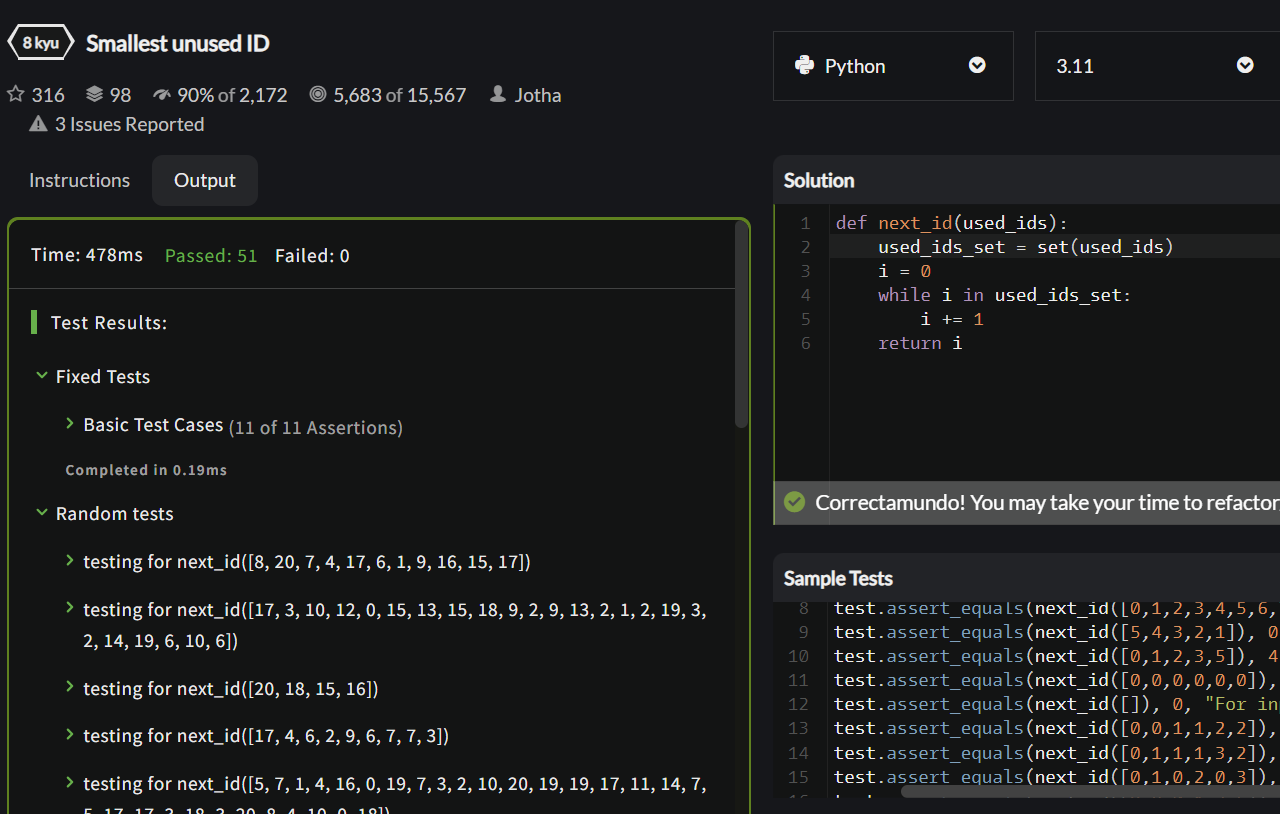 8 kyu Smallest unused ID
316 98 90% of 2,172 5,683 of 15,567 Jotha
3 Issues Reported
Instructions Output
Time: 478ms Passed: 51 Failed: 0
Test Results:
Fixed Tests
Basic Test Cases (11 of 11 Assertions)
Completed in 0.19ms
Random tests
testing for next_id([8, 20, 7, 4, 17, 6, 1, 9, 16, 15, 17])
testing for next_id([17, 3, 10, 12, 0, 15, 13, 15, 18, 9, 2, 9, 13, 2, 1, 2, 19, 3,
2, 14, 19, 6, 10, 6])
testing for next_id([20, 18, 15, 16])
testing for next_id([17, 4, 6, 2, 9, 6, 7, 7, 3])
testing for next_id([5, 7, 1, 4, 16, 0, 19, 7, 3, 2, 10, 20, 19, 19, 17, 11, 14, 7,
Python 3.11
Solution
1 def next_id(used_ids):
2 used_ids_set = set(used_ids)
3 i = 0
4 while i in used_ids_set:
5 i += 1
6 return i
Correctamundo! You may take your time to refactor
Sample Tests
8 test.assert_equals(next_id([0,1,2,3,4,5,6,
9 test.assert_equals(next_id([5,4,3,2,1]), 0
10 test.assert_equals(next_id([0,1,2,3,5]), 4
11 test.assert_equals(next_id([0,0,0,0,0,0]),
12 test.assert_equals(next_id([]), 0, "For in
13 test.assert_equals(next_id([0,0,1,1,2,2]),
14 test.assert_equals(next_id([0,1,1,1,3,2]),
15 test.assert_equals(next_id([0,1,0,2,0,3]),